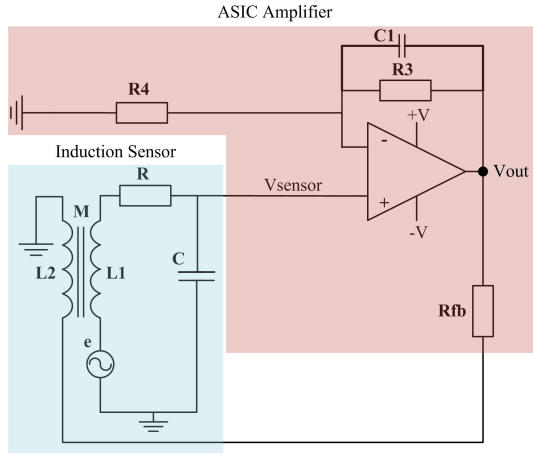 ASIC Amplifier
C1
R3
R4
+V
-
Induction Sensor
R
Vsensor
Vout
+
-V
M
L2
L1
C
Rfb
e